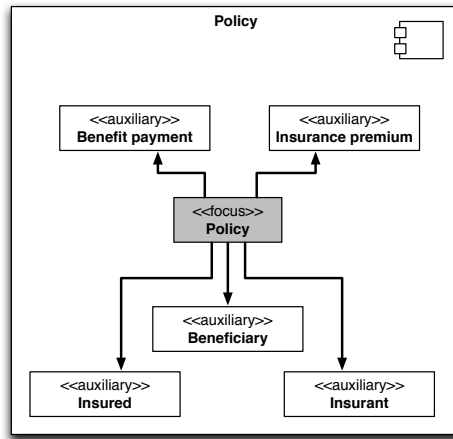 Policy
<<auxiliary>>
Benefit payment
<<auxiliary>>
Insurance premium
<<focus>>
Policy
<<auxiliary>>
Beneficiary
<<auxiliary>>
Insured
<<auxiliary>>
Insurant